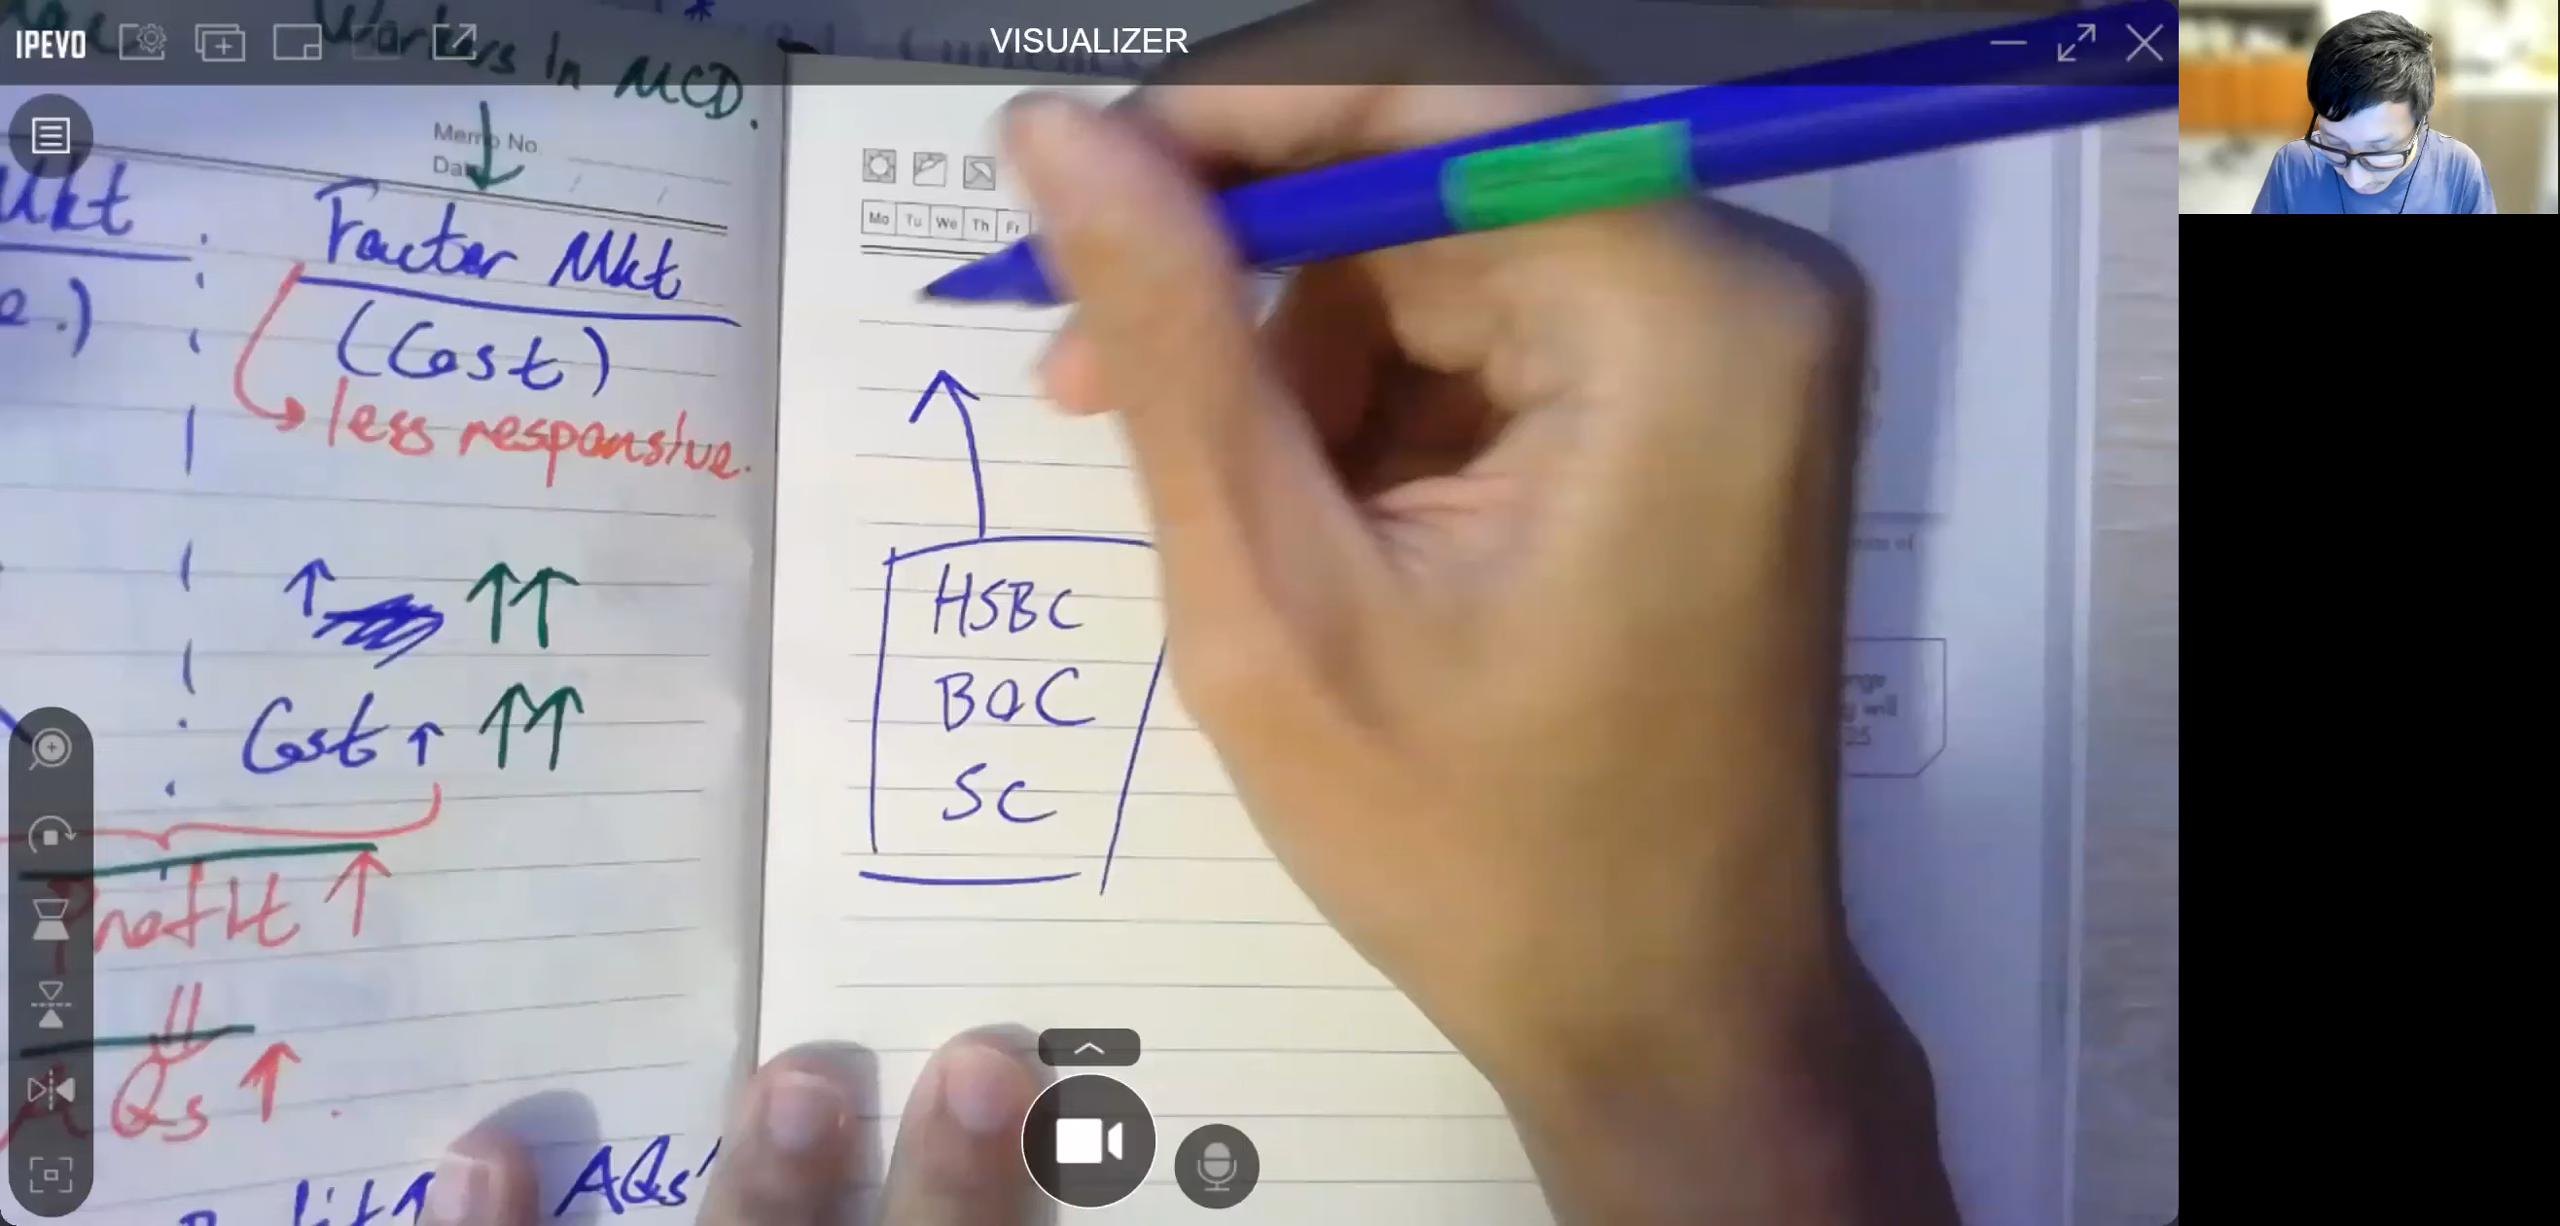 IPEVO
VISUALIZER
Workers in MCD.
Memo No.
Mkt
Factor Mkt
e.)
(Cost)
less responsive.
Cost ↑ ↑↑
Profit ↑
Qs ↑.
AQs'
Mo Tu We Th Fr
HSBC
BOC
SC